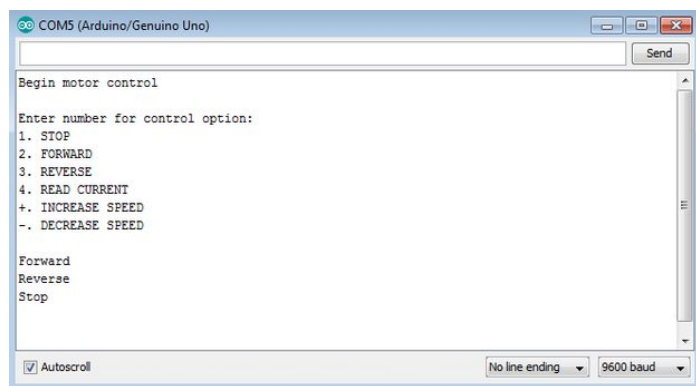 COM5 (Arduino/Genuino Uno)
Send
Begin motor control
Enter number for control option:
1. STOP
2. FORWARD
3. REVERSE
4. READ CURRENT
+. INCREASE SPEED
-. DECREASE SPEED
Forward
Reverse
Stop
Autoscroll
No line ending
9600 baud